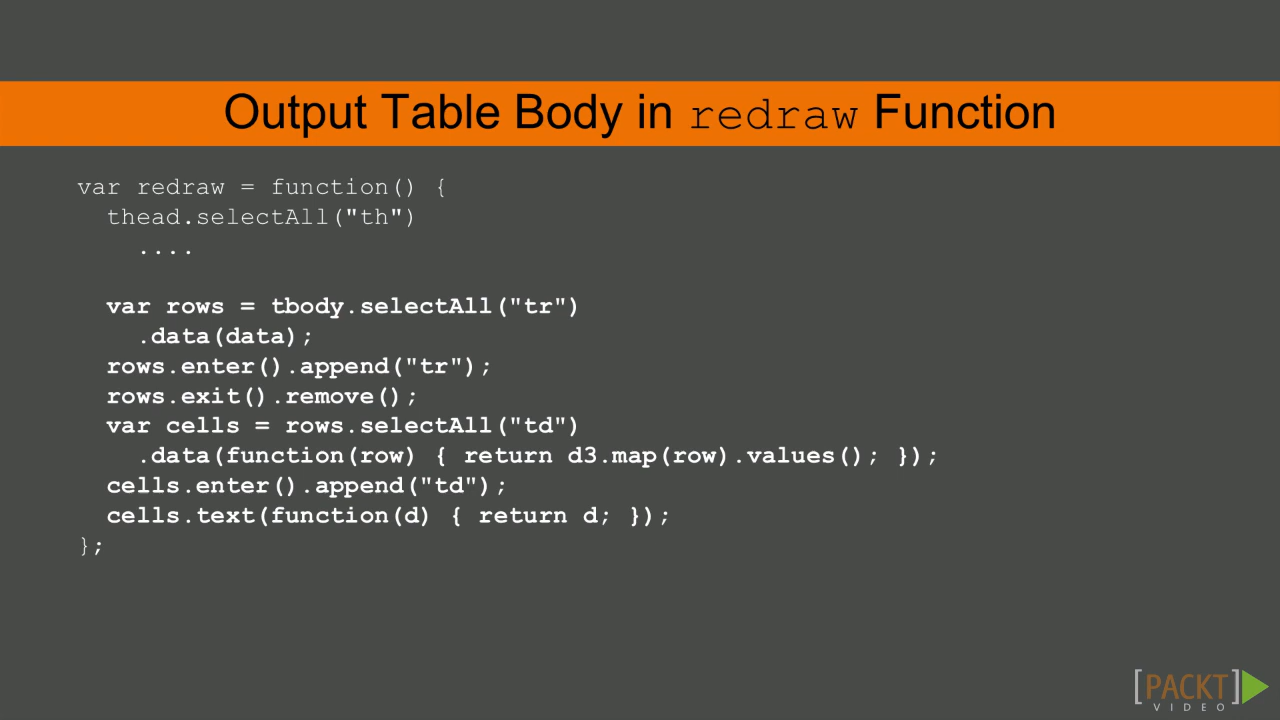 Output Table Body in redraw Function
var redraw = function() {
  thead.selectAll("th")
    ....
  var rows = tbody.selectAll("tr")
    .data(data);
  rows.enter().append("tr");
  rows.exit().remove();
  var cells = rows.selectAll("td")
    .data(function(row) { return d3.map(row).values(); });
  cells.enter().append("td");
  cells.text(function(d) { return d; });
};
[PACKT]
VIDEO